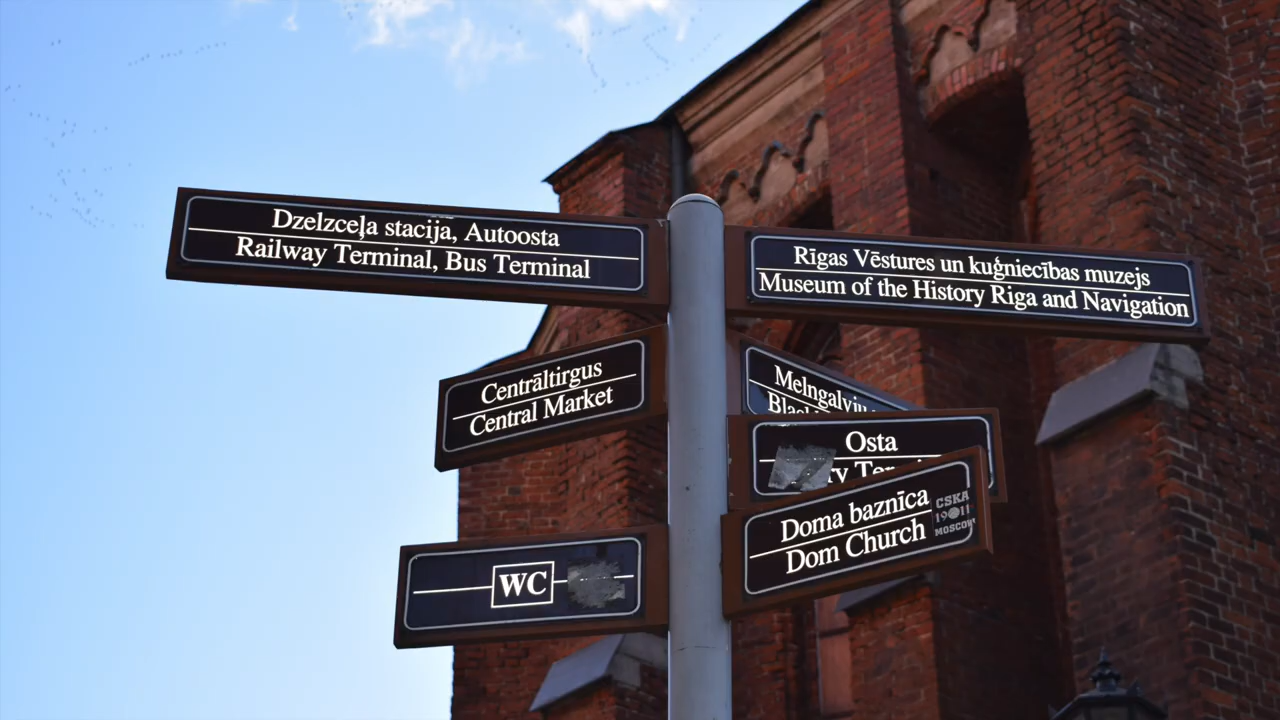 Dzelzceļa stacija, Autoosta
Railway Terminal, Bus Terminal
Rīgas Vēstures un kuģniecības muzejs
Museum of the History Riga and Navigation
Centrāltirgus
Central Market
Osta
Doma baznīca
Dom Church
CSKA
1911
MOSCOW
WC